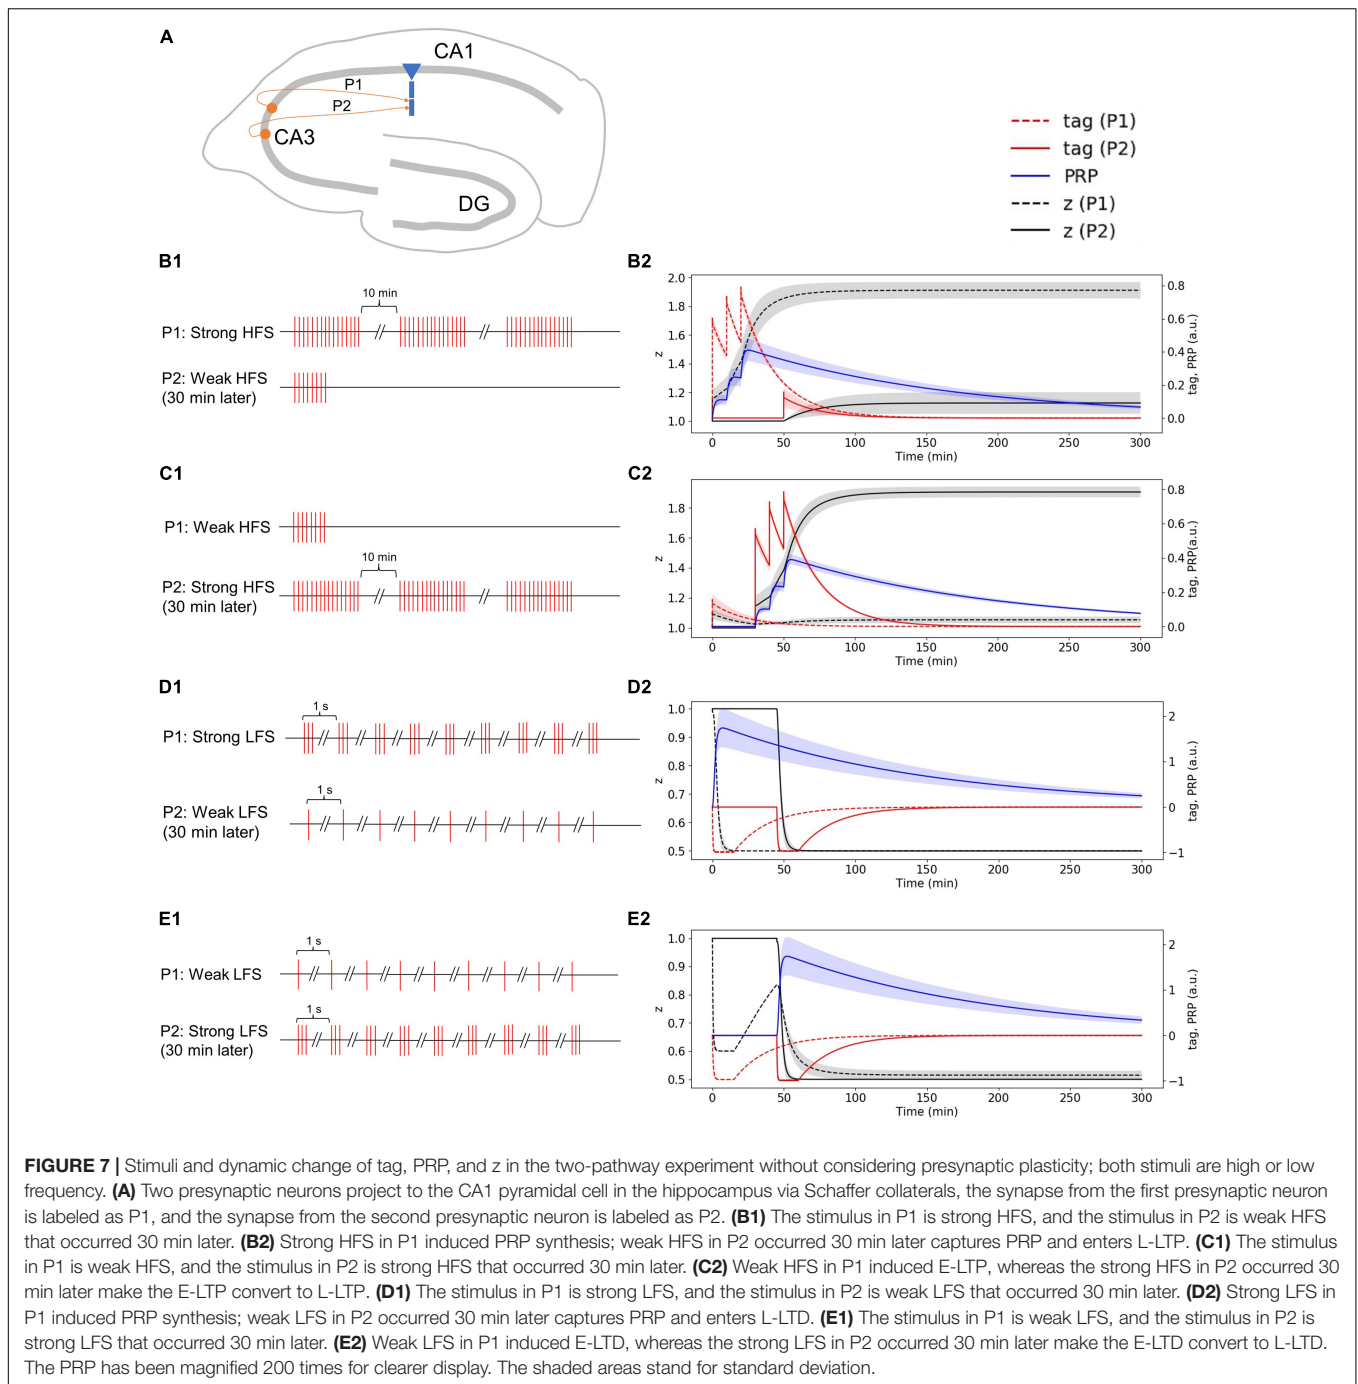 A
CA1
P1
P2
CA3
DG
tag (P1)
tag (P2)
PRP
z (P1)
z (P2)
B1
10 min
P1: Strong HFS
P2: Weak HFS
(30 min later)
B2
2.0
1.8
1.6
1.4
1.2
1.0
z
0.8
0.6
0.4
0.2
0.0
tag, PRP (a.u.)
0 50 100 150 200 250 300
Time (min)
C1
P1: Weak HFS
10 min
P2: Strong HFS
(30 min later)
C2
1.8
1.6
1.4
1.2
1.0
z
0.8
0.6
0.4
0.2
0.0
tag, PRP(a.u.)
0 50 100 150 200 250 300
Time (min)
D1
1 s
P1: Strong LFS
1 s
P2: Weak LFS
(30 min later)
D2
1.0
0.9
0.8
0.7
0.6
0.5
z
2
1
0
−1
tag, PRP (a.u.)
0 50 100 150 200 250 300
Time (min)
E1
1 s
P1: Weak LFS
1 s
P2: Strong LFS
(30 min later)
E2
1.0
0.9
0.8
0.7
0.6
0.5
z
2
1
0
−1
tag, PRP (a.u.)
0 50 100 150 200 250 300
Time (min)
FIGURE 7 | Stimuli and dynamic change of tag, PRP, and z in the two-pathway experiment without considering presynaptic plasticity; both stimuli are high or low
frequency. (A) Two presynaptic neurons project to the CA1 pyramidal cell in the hippocampus via Schaffer collaterals, the synapse from the first presynaptic neuron
is labeled as P1, and the synapse from the second presynaptic neuron is labeled as P2. (B1) The stimulus in P1 is strong HFS, and the stimulus in P2 is weak HFS
that occurred 30 min later. (B2) Strong HFS in P1 induced PRP synthesis; weak HFS in P2 occurred 30 min later captures PRP and enters L-LTP. (C1) The stimulus
in P1 is weak HFS, and the stimulus in P2 is strong HFS that occurred 30 min later. (C2) Weak HFS in P1 induced E-LTP, whereas the strong HFS in P2 occurred 30
min later make the E-LTP convert to L-LTP. (D1) The stimulus in P1 is strong LFS, and the stimulus in P2 is weak LFS that occurred 30 min later. (D2) Strong LFS in
P1 induced PRP synthesis; weak LFS in P2 occurred 30 min later captures PRP and enters L-LTD. (E1) The stimulus in P1 is weak LFS, and the stimulus in P2 is
strong LFS that occurred 30 min later. (E2) Weak LFS in P1 induced E-LTD, whereas the strong LFS in P2 occurred 30 min later make the E-LTD convert to L-LTD.
The PRP has been magnified 200 times for clearer display. The shaded areas stand for standard deviation.